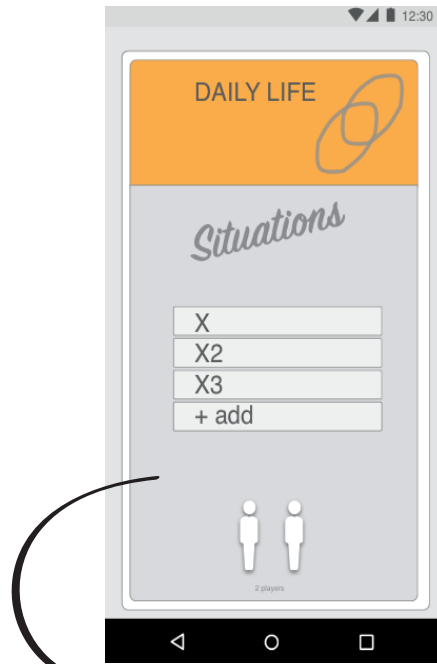 12:30
DAILY LIFE
Situations
X
X2
X3
+ add
2 players